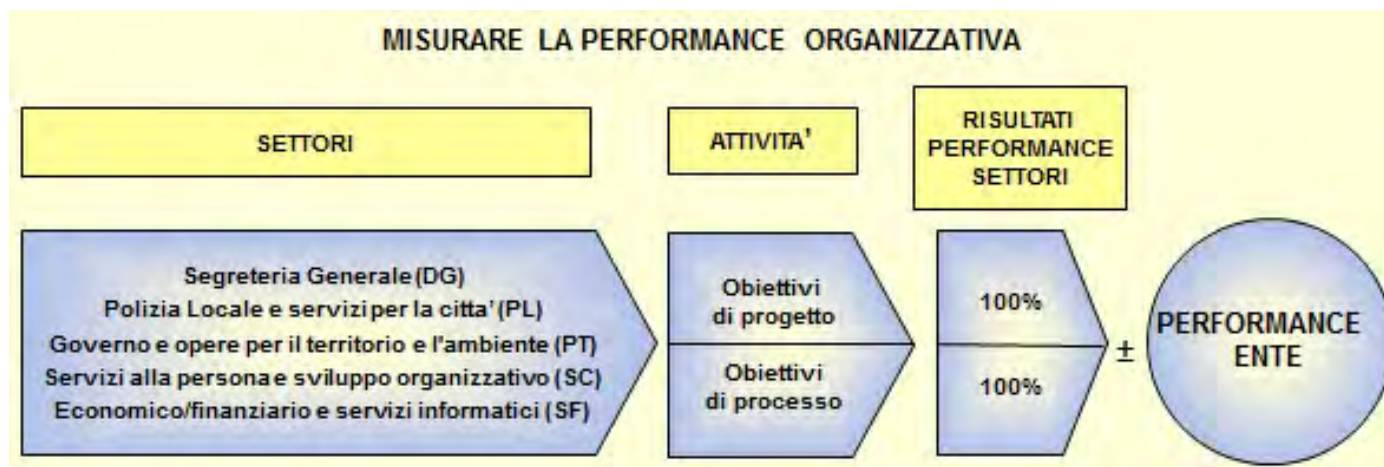 MISURARE LA PERFORMANCE ORGANIZZATIVA
SETTORI
ATTIVITA'
RISULTATI
PERFORMANCE
SETTORI
Segreteria Generale (DG)
Polizia Locale e servizi per la citta' (PL)
Governo e opere per il territorio e l'ambiente (PT)
Servizi alla persona e sviluppo organizzativo (SC)
Economico/finanziario e servizi informatici (SF)
Obiettivi
di progetto
Obiettivi
di processo
100%
100%
±
PERFORMANCE
ENTE